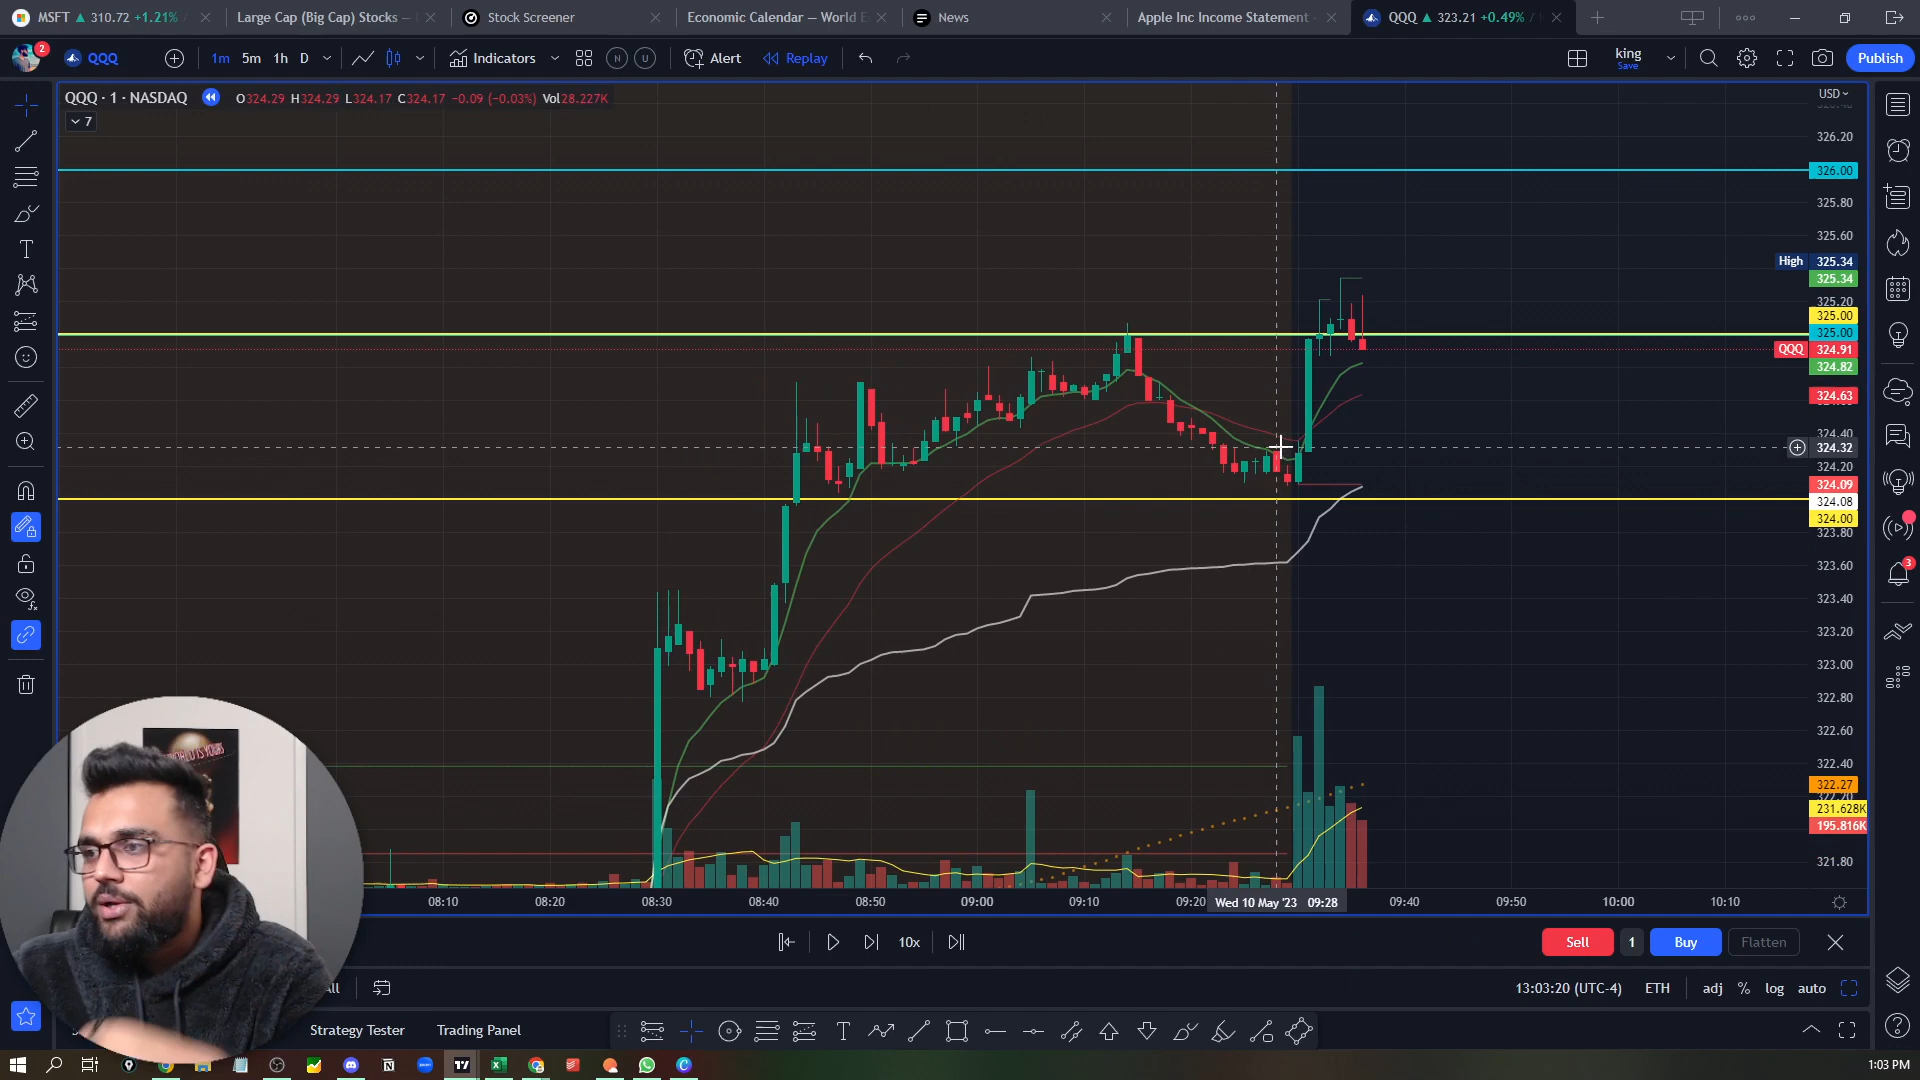 MSFT ▲ 310.72 +1.21%
Large Cap (Big Cap) Stocks —
Stock Screener
Economic Calendar — World E
News
Apple Inc Income Statement
QQQ ▲ 323.21 +0.49% /
2
QQQ
1m 5m 1h D
Indicators
N U
Alert
Replay
king
Save
Publish
QQQ · 1 · NASDAQ
O324.29 H324.29 L324.17 C324.17 -0.09 (-0.03%) Vol28.227K
7
USD
326.20
326.00
325.80
325.60
High 325.34
325.34
325.20
325.00
325.00
QQQ 324.91
324.82
324.63
324.40
324.32
324.20
324.09
324.08
324.00
323.80
323.60
323.40
323.20
323.00
322.80
322.60
322.40
322.27
231.628K
195.816K
321.80
3
WORLD IS YOURS
08:10 08:20 08:30 08:40 08:50 09:00 09:10 09:20 Wed 10 May '23 09:28 09:40 09:50 10:00 10:10
10x
Sell 1 Buy Flatten
All
13:03:20 (UTC-4) ETH adj % log auto
Strategy Tester
Trading Panel
1:03 PM